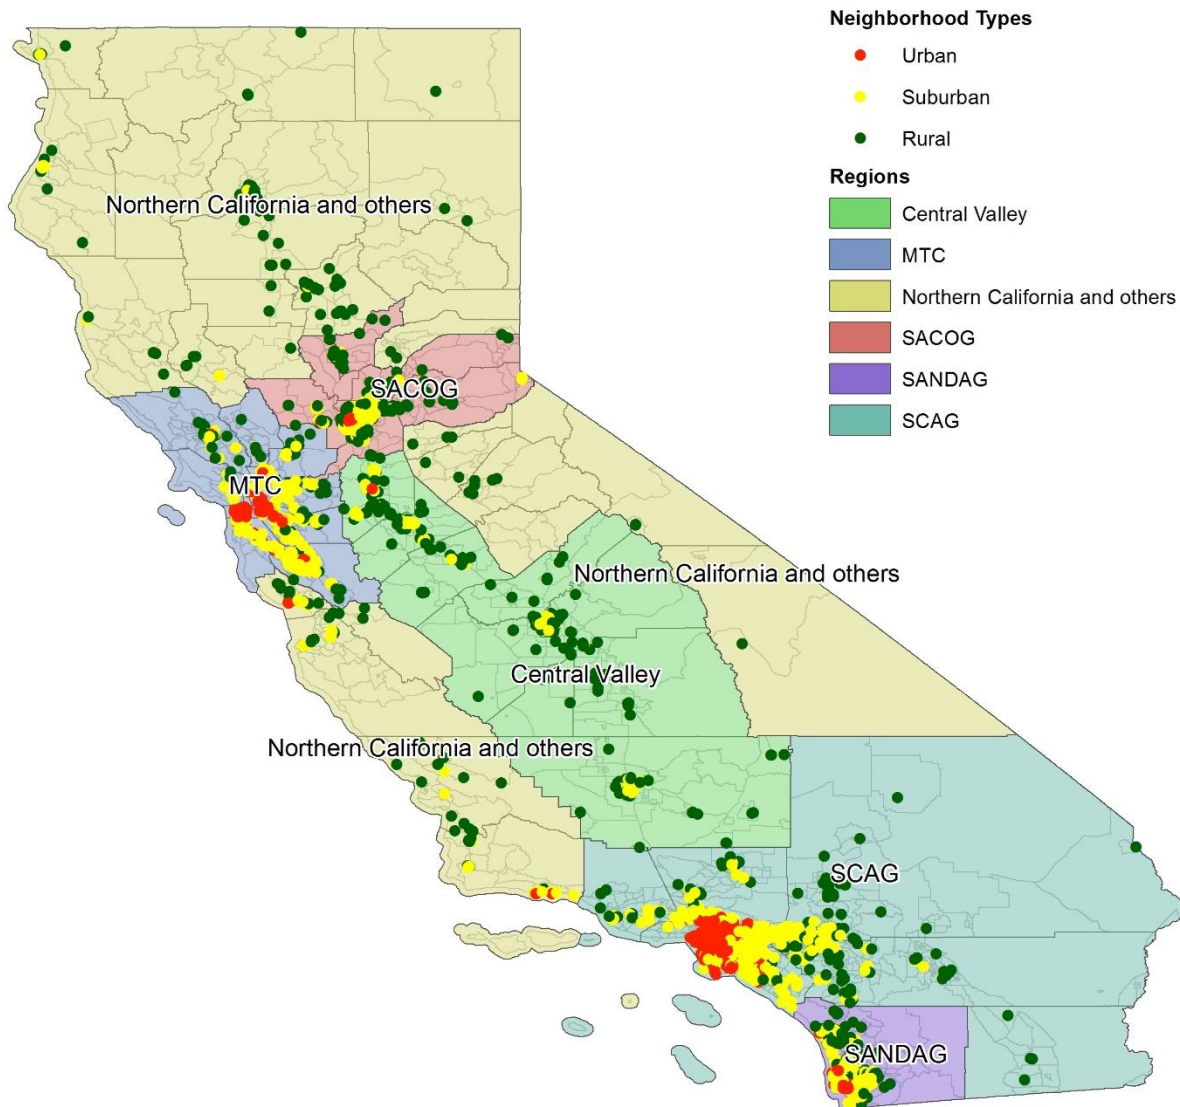 Neighborhood Types
Urban
Suburban
Rural
Regions
Central Valley
MTC
Northern California and others
SACOG
SANDAG
SCAG
Northern California and others
SACOG
MTC
Northern California and others
Central Valley
Northern California and others
SCAG
SANDAG